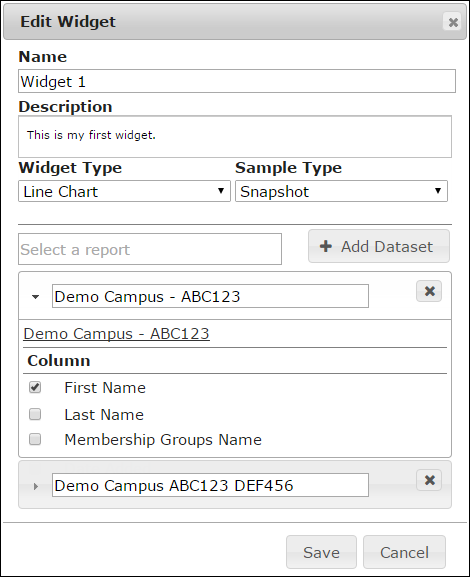 Edit Widget
Name
Widget 1
Description
This is my first widget.
Widget Type Sample Type
Line Chart Snapshot
Select a report + Add Dataset
Demo Campus - ABC123
Demo Campus - ABC123
Column
First Name
Last Name
Membership Groups Name
Demo Campus ABC123 DEF456
Save Cancel